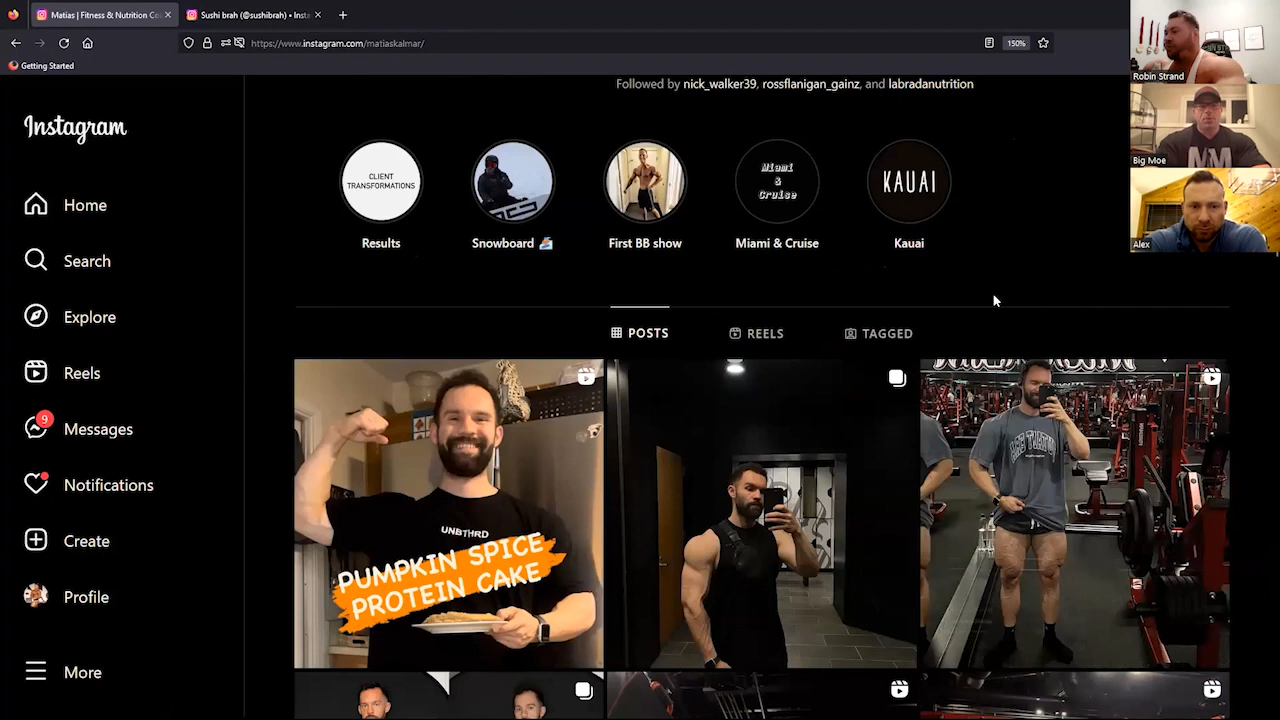 Matias | Fitness & Nutrition Co
Sushi brah (@sushibrah) • Insta
https://www.instagram.com/matiaskalmar/
150%
Getting Started
Robin Strand
Big Moe
Alex
Instagram
Home
Search
Explore
Reels
9
Messages
Notifications
Create
Profile
More
Followed by nick_walker39, rossflanigan_gainz, and labradanutrition
CLIENT
TRANSFORMATIONS
Miami
&
Cruise
KAUAI
Results
Snowboard
First BB show
Miami & Cruise
Kauai
POSTS
REELS
TAGGED
UNBTHRD
PUMPKIN SPICE
PROTEIN CAKE